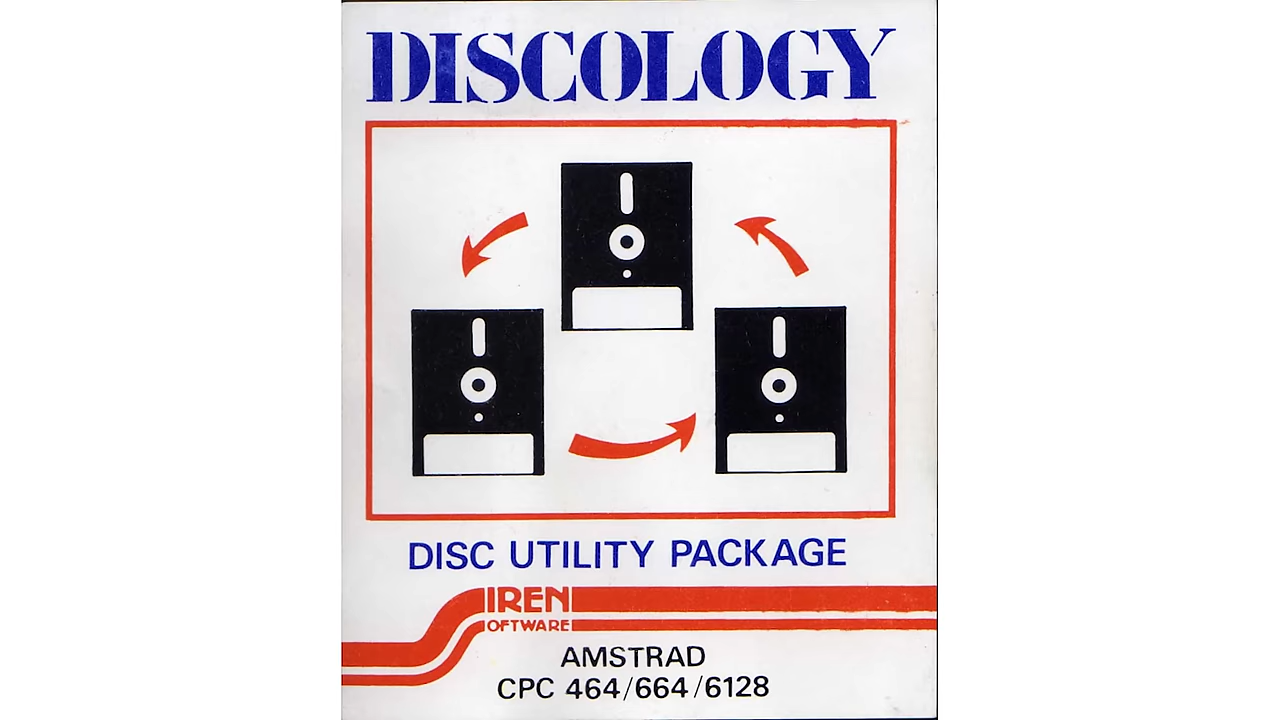 DISCOLOGY
DISC UTILITY PACKAGE
IREN
OFTWARE
AMSTRAD
CPC 464/664/6128